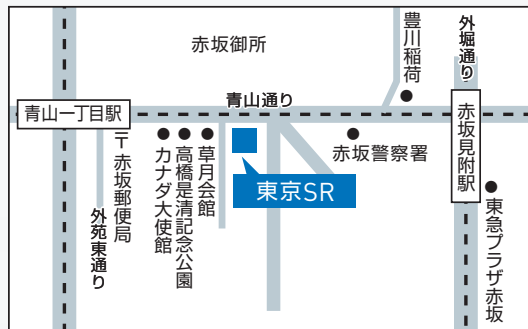 赤坂御所
豊川稲荷
外堀通り
青山通り
青山一丁目駅
赤坂見附駅
〒赤坂郵便局
外苑東通り
カナダ大使館
高橋是清記念公園
草月会館
東京SR
赤坂警察署
東急プラザ赤坂